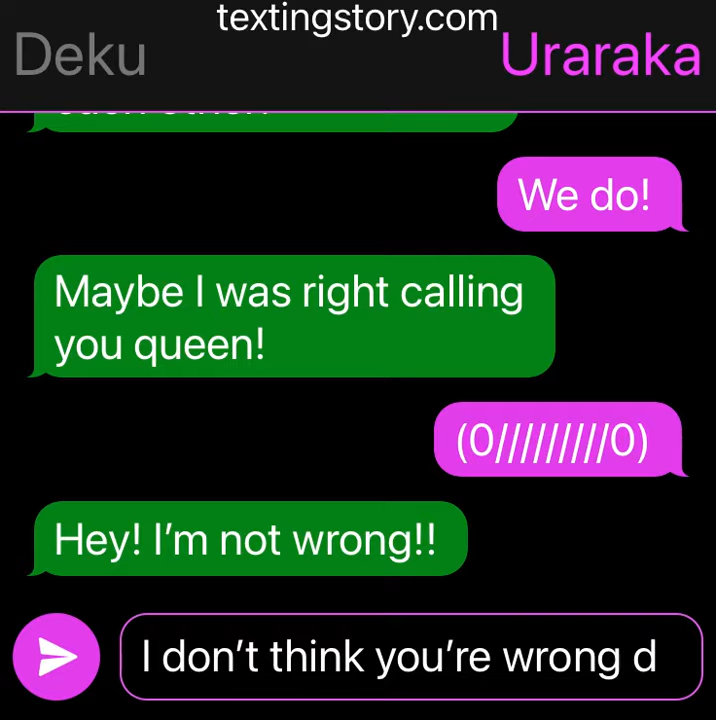 textingstory.com
Deku
Uraraka
We do!
Maybe I was right calling
you queen!
(0/////////0)
Hey! I’m not wrong!!
I don’t think you’re wrong d